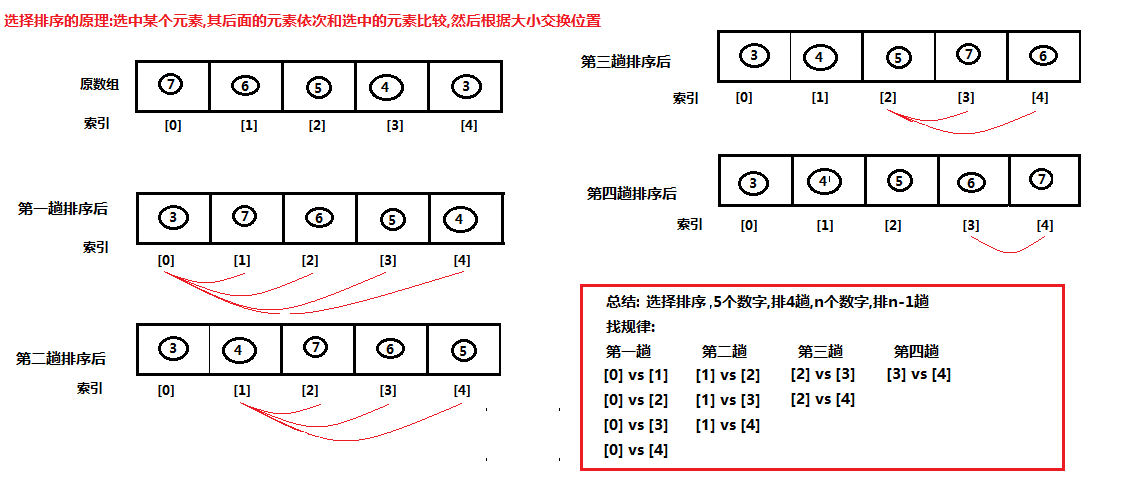 选择排序的原理:选中某个元素,其后面的元素依次和选中的元素比较,然后根据大小交换位置
原数组 7 6 5 4 3
索引 [0] [1] [2] [3] [4]
第一趟排序后 3 7 6 5 4
索引 [0] [1] [2] [3] [4]
第二趟排序后 3 4 7 6 5
索引 [0] [1] [2] [3] [4]
第三趟排序后 3 4 5 7 6
索引 [0] [1] [2] [3] [4]
第四趟排序后 3 4 5 6 7
索引 [0] [1] [2] [3] [4]
总结: 选择排序,5个数字,排4趟,n个数字,排n-1趟
找规律:
第一趟 第二趟 第三趟 第四趟
[0] vs [1] [1] vs [2] [2] vs [3] [3] vs [4]
[0] vs [2] [1] vs [3] [2] vs [4]
[0] vs [3] [1] vs [4]
[0] vs [4]